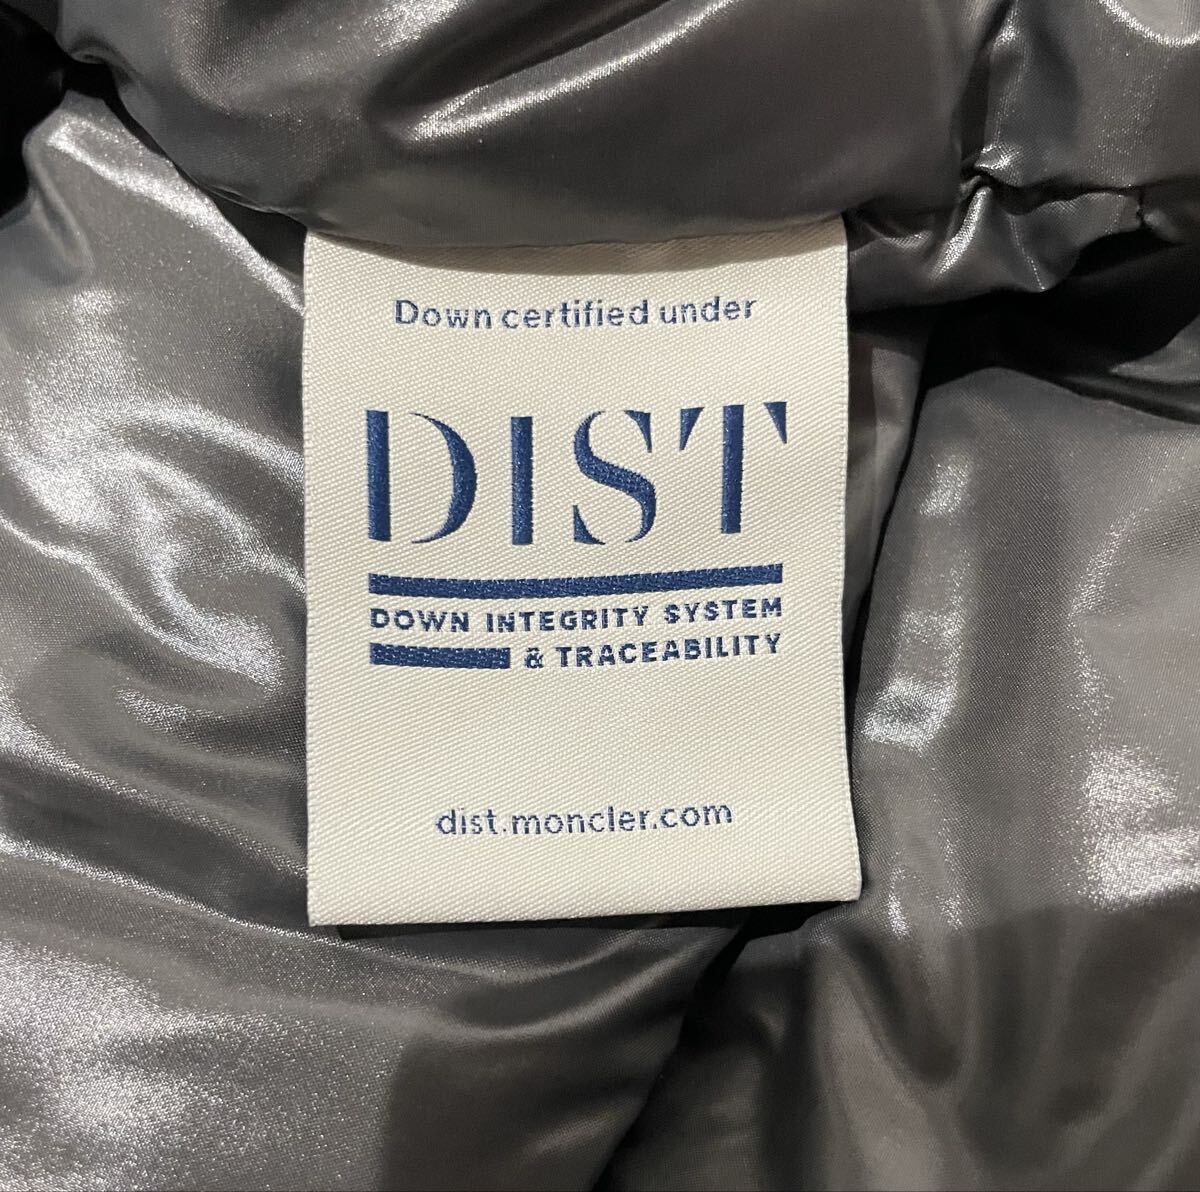 Down certified under
DIST
DOWN INTEGRITY SYSTEM
& TRACEABILITY
dist.moncler.com